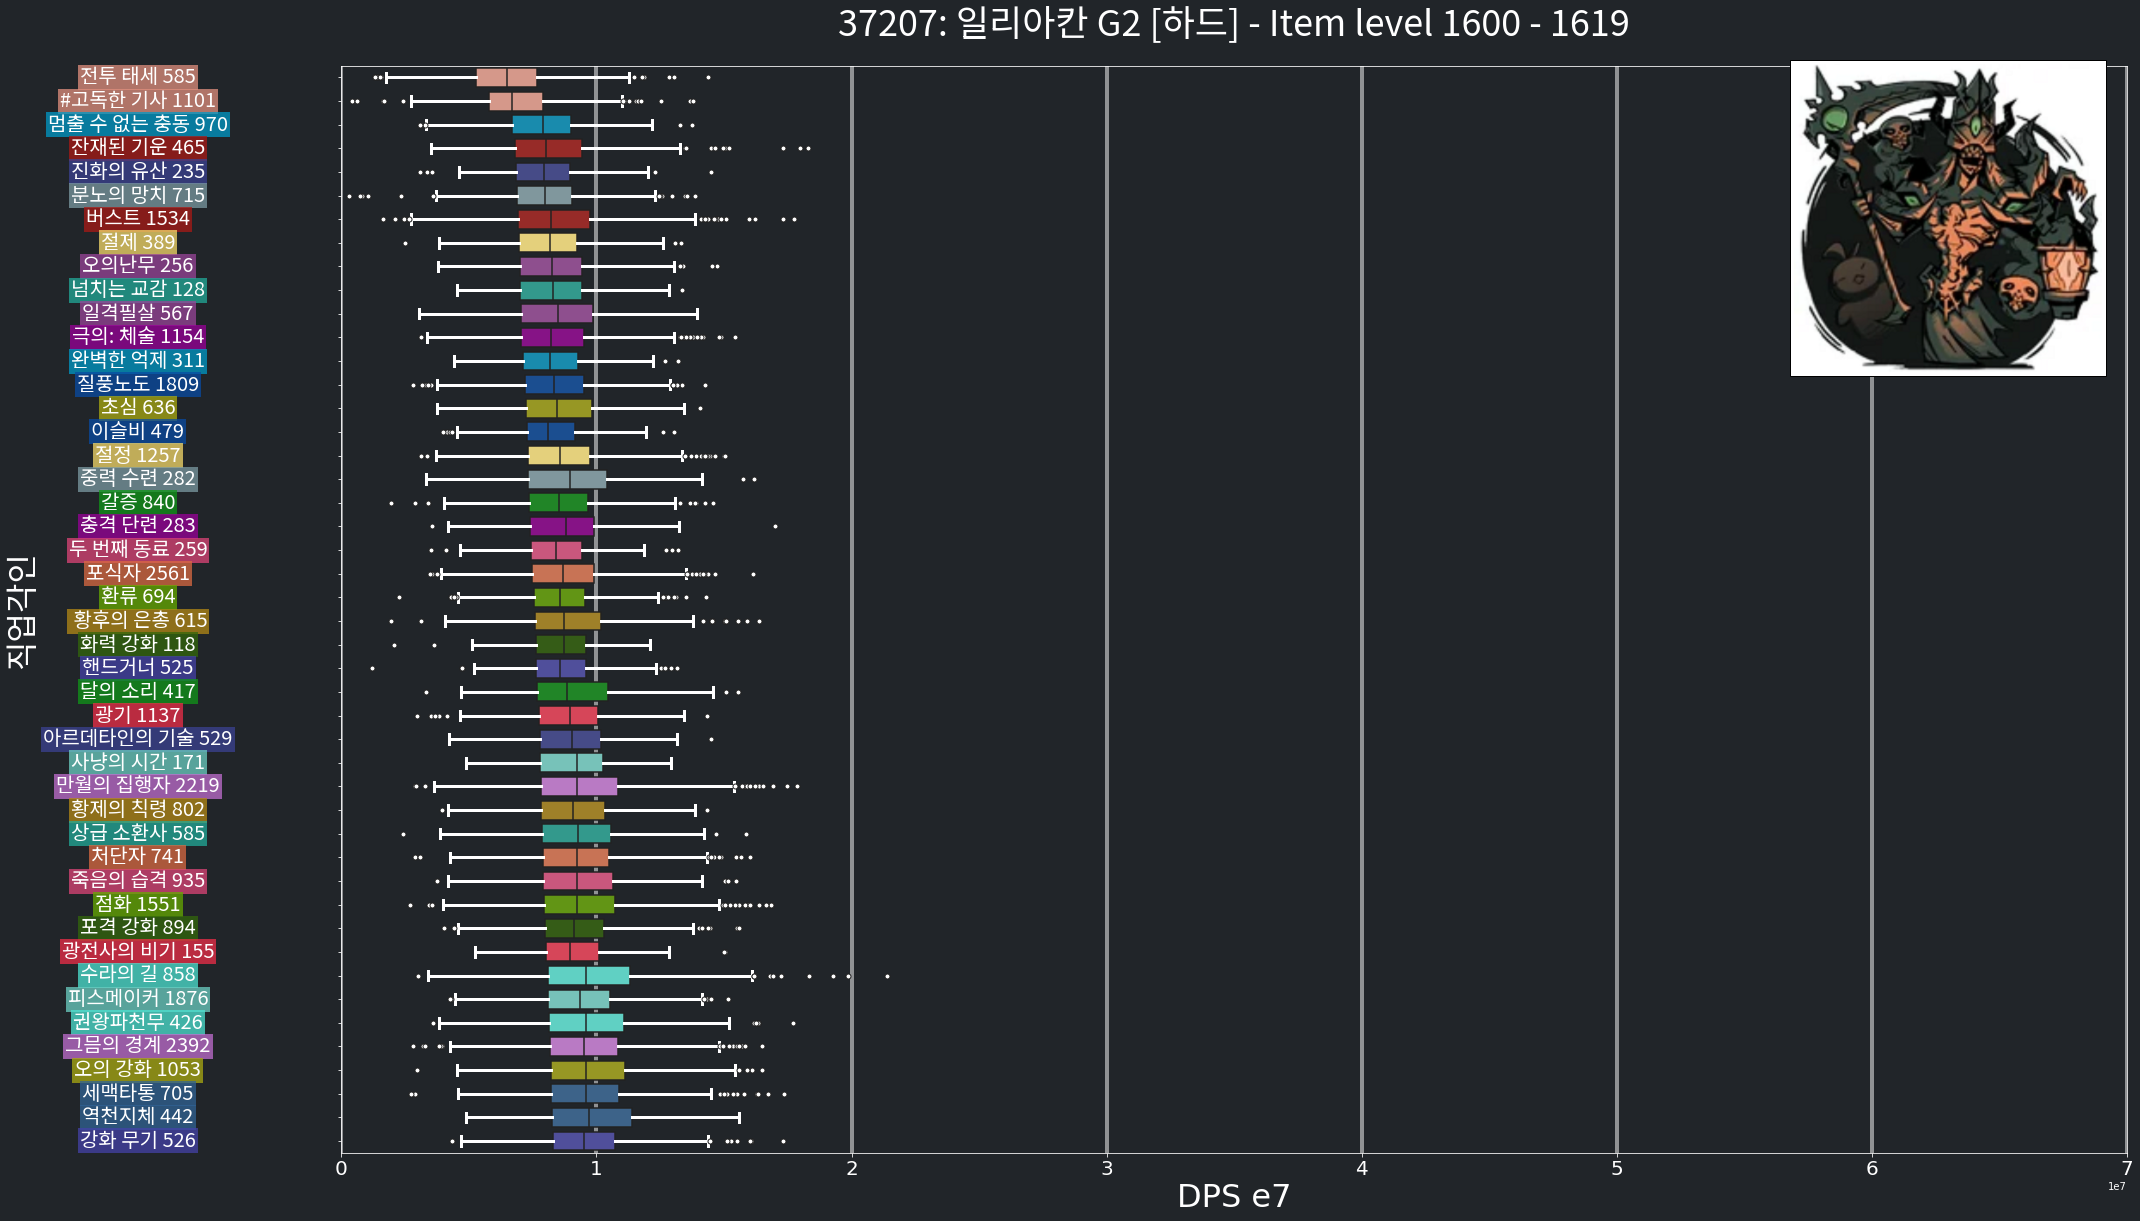 37207: 일리아칸 G2 [하드] - Item level 1600 - 1619
직업각인
전투 태세 585
#고독한 기사 1101
멈출 수 없는 충동 970
잔재된 기운 465
진화의 유산 235
분노의 망치 715
버스트 1534
절제 389
오의난무 256
넘치는 교감 128
일격필살 567
극의: 체술 1154
완벽한 억제 311
질풍노도 1809
초심 636
이슬비 479
절정 1257
중력 수련 282
갈증 840
충격 단련 283
두 번째 동료 259
포식자 2561
환류 694
황후의 은총 615
화력 강화 118
핸드거너 525
달의 소리 417
광기 1137
아르데타인의 기술 529
사냥의 시간 171
만월의 집행자 2219
황제의 칙령 802
상급 소환사 585
처단자 741
죽음의 습격 935
점화 1551
포격 강화 894
광전사의 비기 155
수라의 길 858
피스메이커 1876
권왕파천무 426
그믐의 경계 2392
오의 강화 1053
세맥타통 705
역천지체 442
강화 무기 526
0 1 2 3 4 5 6 7
1e7
DPS e7